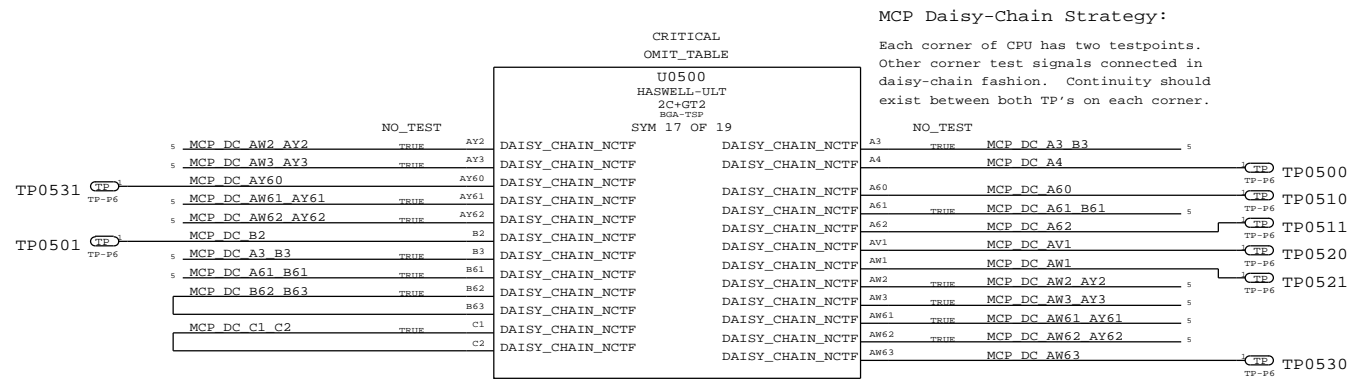 MCP Daisy-Chain Strategy:
Each corner of CPU has two testpoints.
Other corner test signals connected in
daisy-chain fashion. Continuity should
exist between both TP's on each corner.
CRITICAL
OMIT_TABLE
U0500
HASWELL-ULT
2C+GT2
BGA-TSP
SYM 17 OF 19
NO_TEST
5 MCP_DC_AW2_AY2 TRUE AY2 DAISY_CHAIN_NCTF
5 MCP_DC_AW3_AY3 TRUE AY3 DAISY_CHAIN_NCTF
TP0531 TP 1 TP-P6 MCP_DC_AY60 AY60 DAISY_CHAIN_NCTF
5 MCP_DC_AW61_AY61 TRUE AY61 DAISY_CHAIN_NCTF
5 MCP_DC_AW62_AY62 TRUE AY62 DAISY_CHAIN_NCTF
TP0501 TP 1 TP-P6 MCP_DC_B2 B2 DAISY_CHAIN_NCTF
5 MCP_DC_A3_B3 TRUE B3 DAISY_CHAIN_NCTF
5 MCP_DC_A61_B61 TRUE B61 DAISY_CHAIN_NCTF
MCP_DC_B62_B63 TRUE B62 DAISY_CHAIN_NCTF
B63 DAISY_CHAIN_NCTF
MCP_DC_C1_C2 TRUE C1 DAISY_CHAIN_NCTF
C2 DAISY_CHAIN_NCTF
NO_TEST
DAISY_CHAIN_NCTF A3 TRUE MCP_DC_A3_B3 5
DAISY_CHAIN_NCTF A4 MCP_DC_A4 1 TP TP-P6 TP0500
DAISY_CHAIN_NCTF A60 MCP_DC_A60 1 TP TP-P6 TP0510
DAISY_CHAIN_NCTF A61 TRUE MCP_DC_A61_B61 5
DAISY_CHAIN_NCTF A62 MCP_DC_A62 1 TP TP-P6 TP0511
DAISY_CHAIN_NCTF AV1 MCP_DC_AV1 1 TP TP-P6 TP0520
DAISY_CHAIN_NCTF AW1 MCP_DC_AW1 1 TP TP-P6 TP0521
DAISY_CHAIN_NCTF AW2 TRUE MCP_DC_AW2_AY2 5
DAISY_CHAIN_NCTF AW3 TRUE MCP_DC_AW3_AY3 5
DAISY_CHAIN_NCTF AW61 TRUE MCP_DC_AW61_AY61 5
DAISY_CHAIN_NCTF AW62 TRUE MCP_DC_AW62_AY62 5
DAISY_CHAIN_NCTF AW63 MCP_DC_AW63 1 TP TP-P6 TP0530